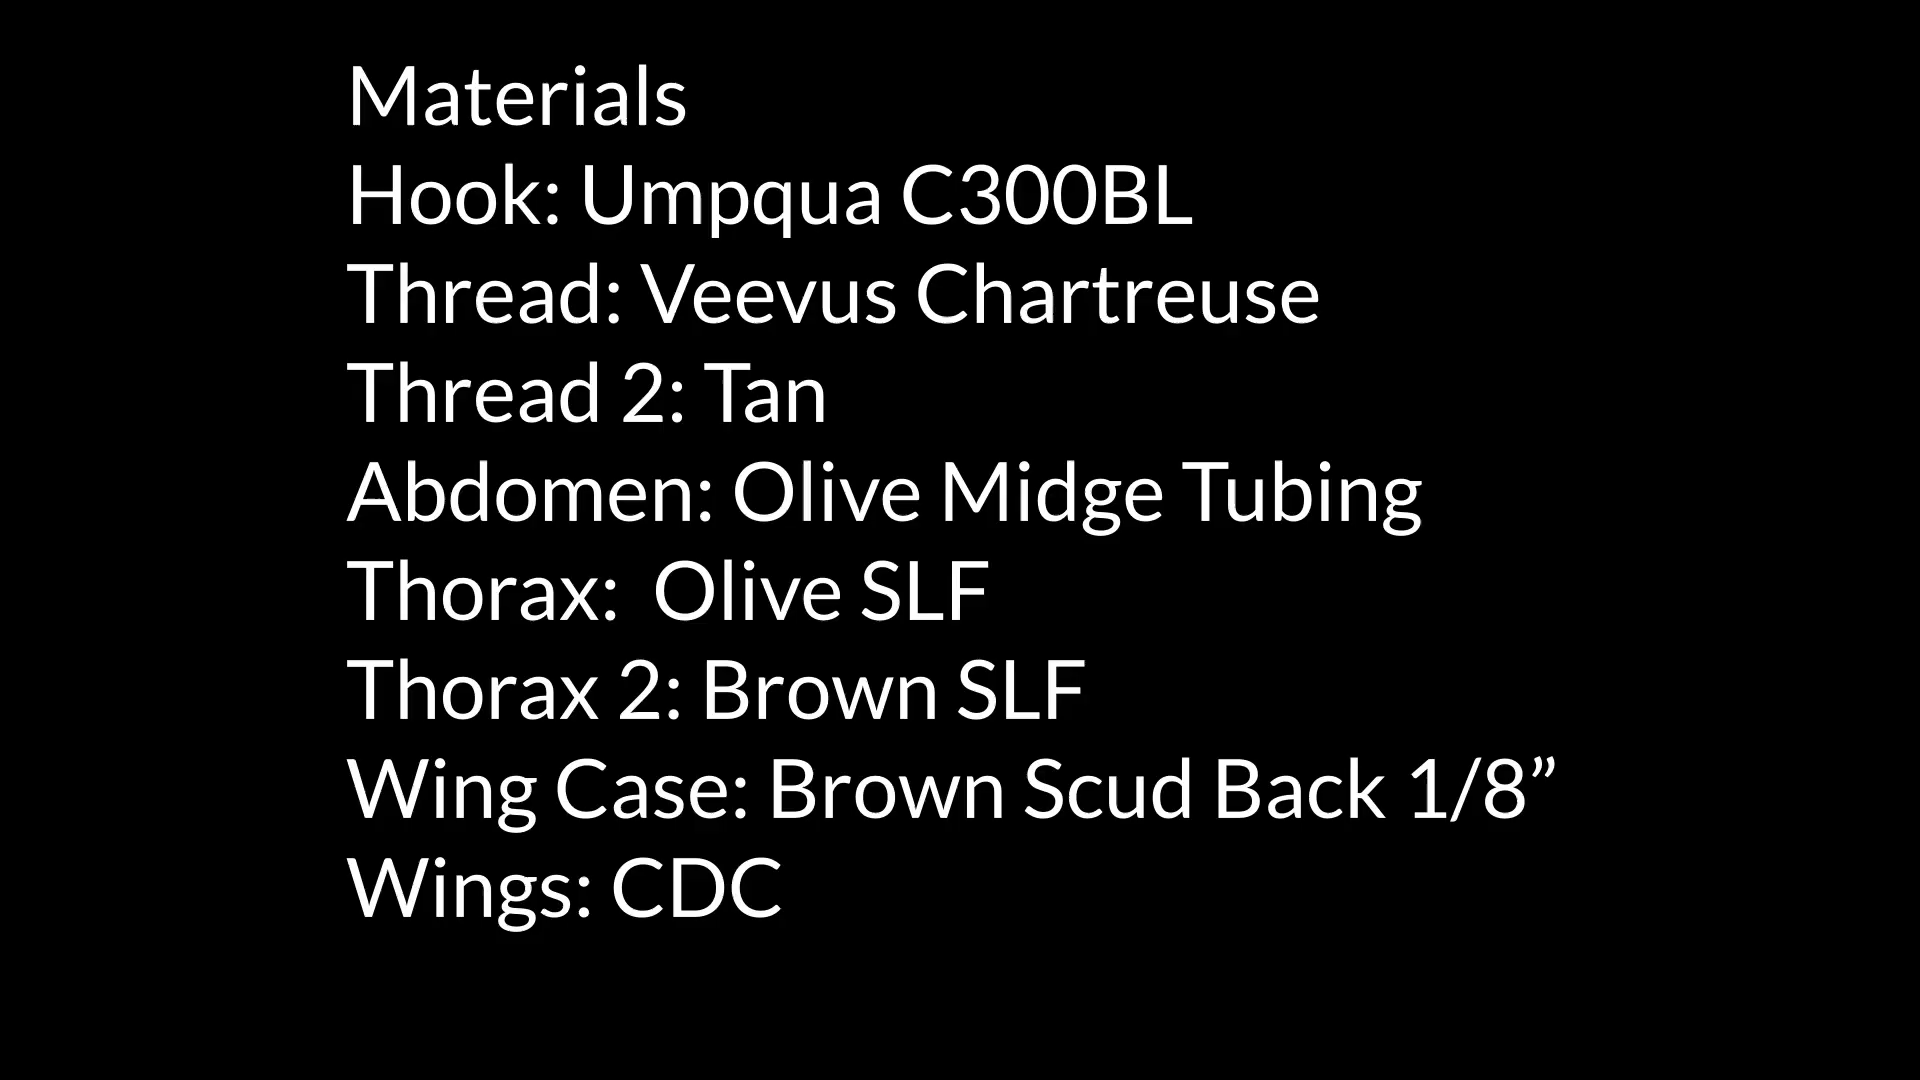 Materials
Hook: Umpqua C300BL
Thread: Veevus Chartreuse
Thread 2: Tan
Abdomen: Olive Midge Tubing
Thorax:  Olive SLF
Thorax 2: Brown SLF
Wing Case: Brown Scud Back 1/8”
Wings: CDC